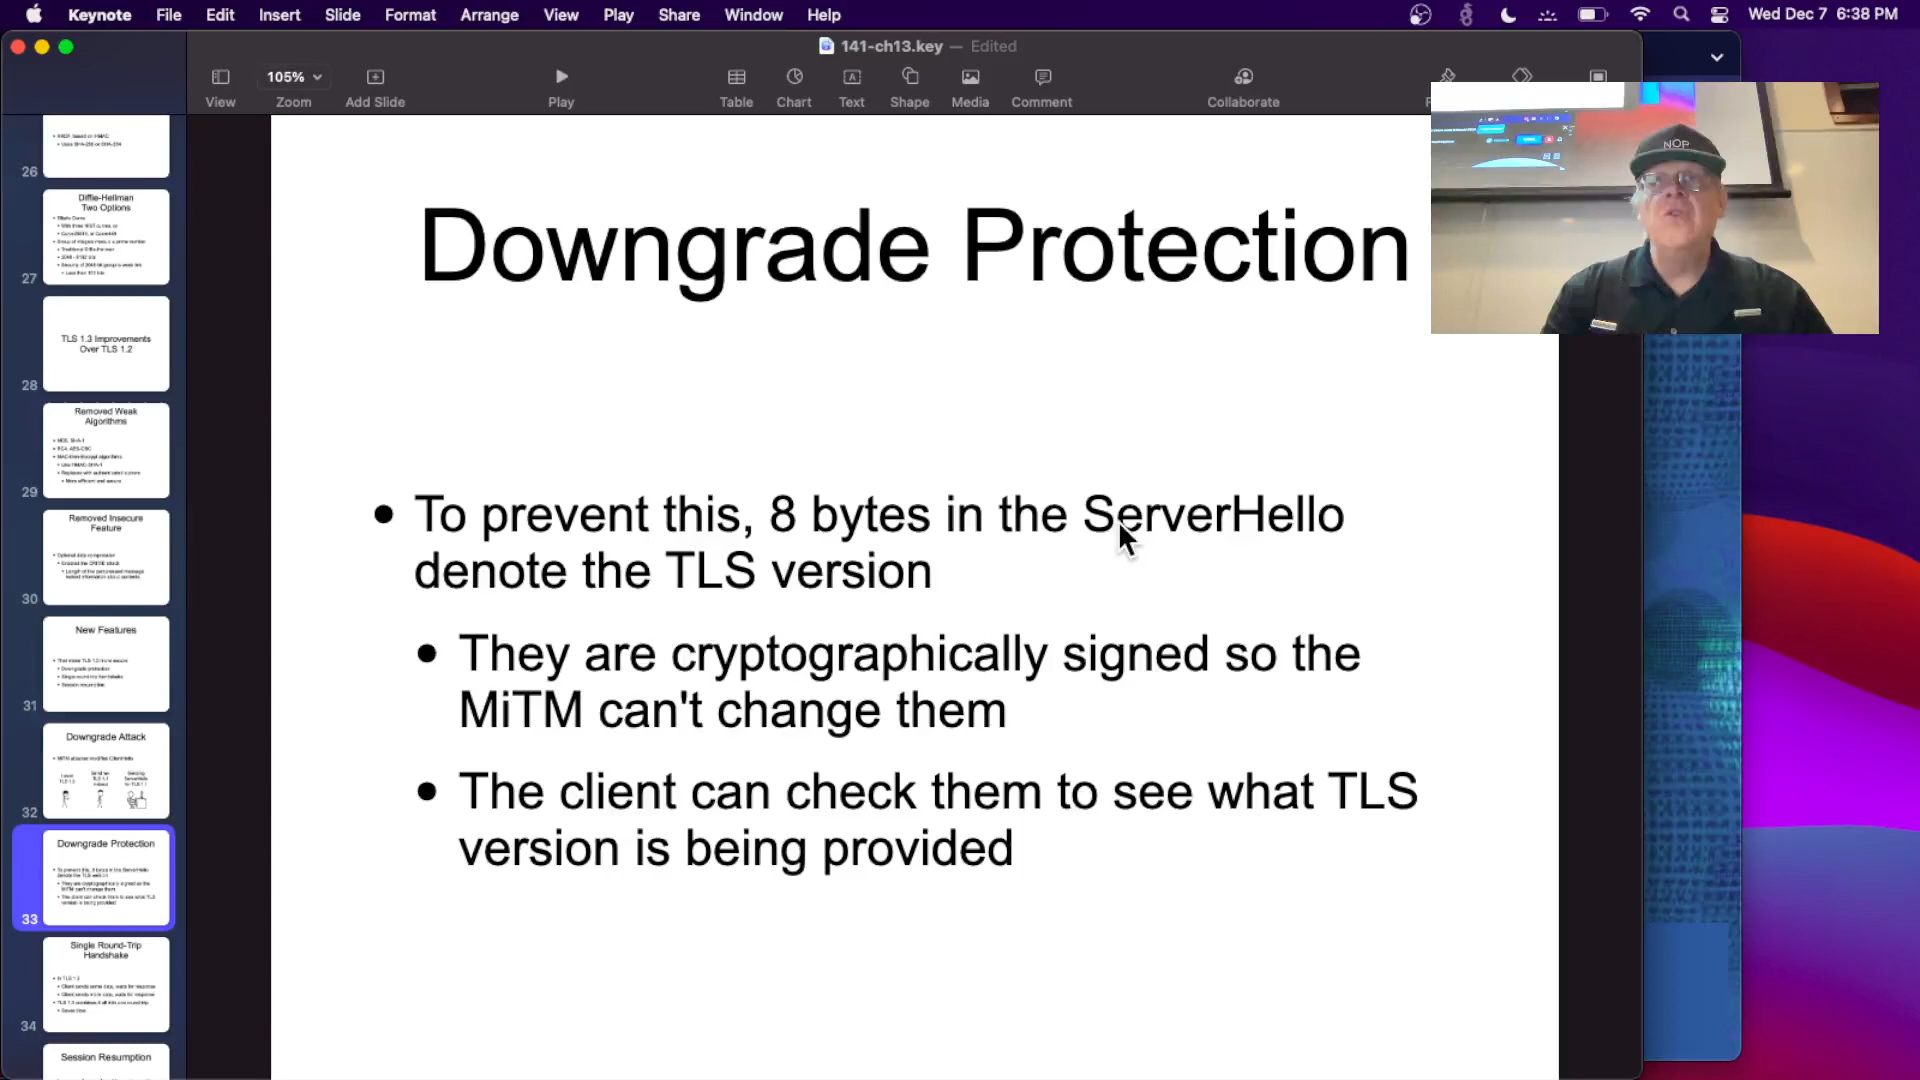 Keynote File Edit Insert Slide Format Arrange View Play Share Window Help
Wed Dec 7 6:38 PM
141-ch13.key — Edited
105%
View Zoom Add Slide Play Table Chart Text Shape Media Comment Collaborate
26
Diffie-Hellman
Two Options
27
TLS 1.3 Improvements
Over TLS 1.2
28
Removed Weak
Algorithms
29
Removed Insecure
Feature
30
New Features
31
Downgrade Attack
32
Downgrade Protection
33
Single Round-Trip
Handshake
34
Session Resumption
Downgrade Protection
• To prevent this, 8 bytes in the ServerHello
denote the TLS version
• They are cryptographically signed so the
MiTM can't change them
• The client can check them to see what TLS
version is being provided
NOP